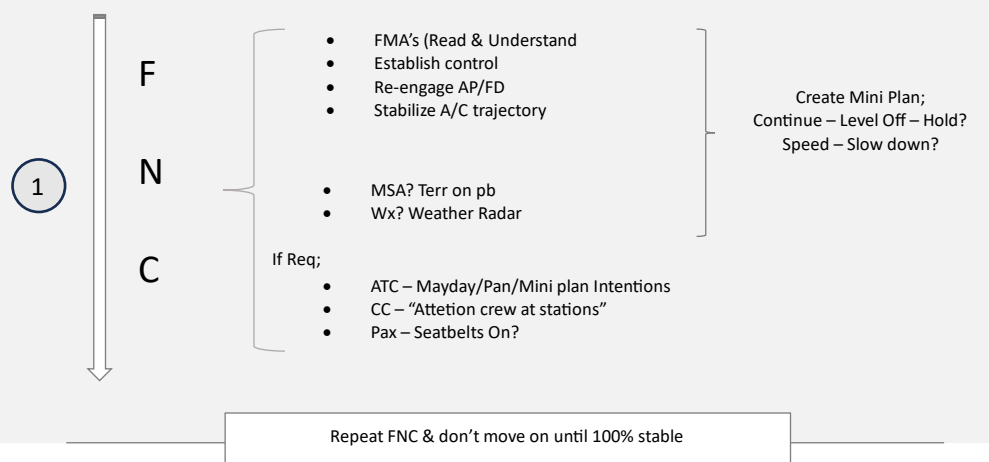 1
F
• FMA's (Read & Understand
• Establish control
• Re-engage AP/FD
• Stabilize A/C trajectory
Create Mini Plan;
Continue – Level Off – Hold?
Speed – Slow down?
N
• MSA? Terr on pb
• Wx? Weather Radar
C
If Req;
• ATC – Mayday/Pan/Mini plan Intentions
• CC – “Attetion crew at stations”
• Pax – Seatbelts On?
Repeat FNC & don't move on until 100% stable